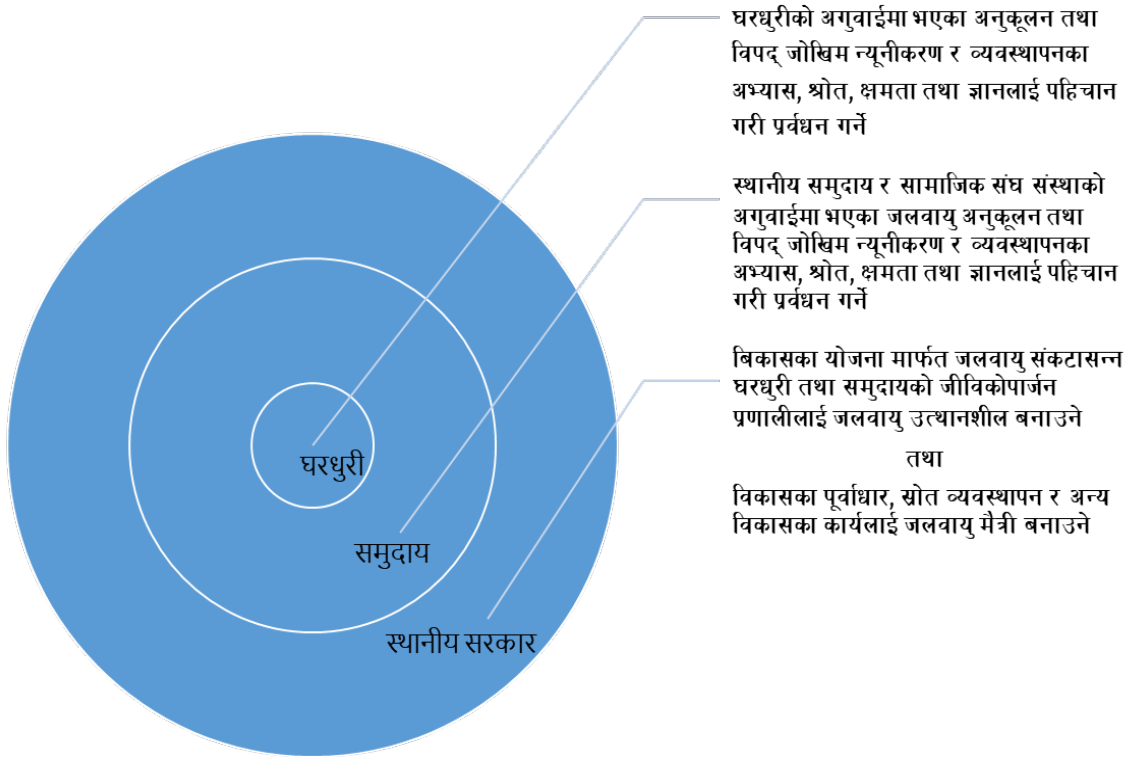 घरधुरीको अगुवाईमा भएका अनुकूलन तथा
विपद् जोखिम न्यूनीकरण र व्यवस्थापनका
अभ्यास, श्रोत, क्षमता तथा ज्ञानलाई पहिचान
गरी प्रर्वधन गर्ने
स्थानीय समुदाय र सामाजिक संघ संस्थाको
अगुवाईमा भएका जलवायु अनुकूलन तथा
विपद् जोखिम न्यूनीकरण र व्यवस्थापनका
अभ्यास, श्रोत, क्षमता तथा ज्ञानलाई पहिचान
गरी प्रर्वधन गर्ने
बिकासका योजना मार्फत जलवायु संकटासन्न
घरधुरी तथा समुदायको जीविकोपार्जन
प्रणालीलाई जलवायु उत्थानशील बनाउने
तथा
विकासका पूर्वाधार, स्रोत व्यवस्थापन र अन्य
विकासका कार्यलाई जलवायु मैत्री बनाउने
घरधुरी
समुदाय
स्थानीय सरकार